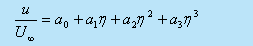 u/U∞ = a₀ + a₁η + a₂η² + a₃η³